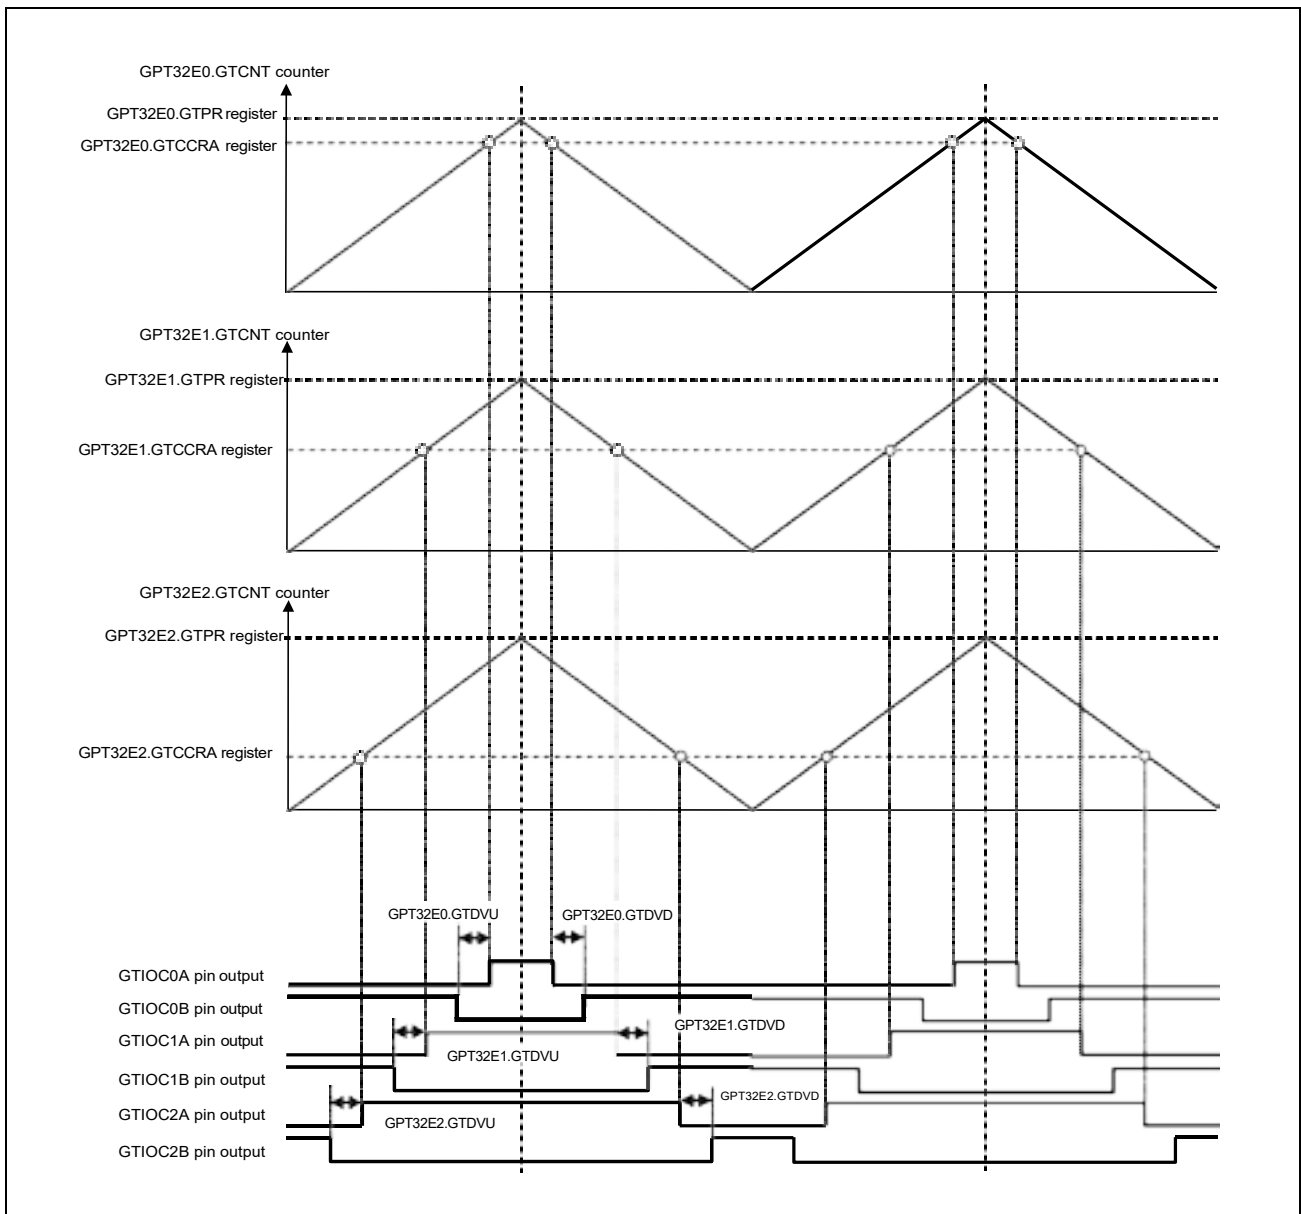 GPT32E0.GTCNT counter
GPT32E0.GTPR register
GPT32E0.GTCCRA register
GPT32E1.GTCNT counter
GPT32E1.GTPR register
GPT32E1.GTCCRA register
GPT32E2.GTCNT counter
GPT32E2.GTPR register
GPT32E2.GTCCRA register
GPT32E0.GTDVU GPT32E0.GTDVD
GTIOC0A pin output
GTIOC0B pin output
GPT32E1.GTDVD
GTIOC1A pin output
GPT32E1.GTDVU
GTIOC1B pin output
GPT32E2.GTDVD
GTIOC2A pin output
GPT32E2.GTDVU
GTIOC2B pin output